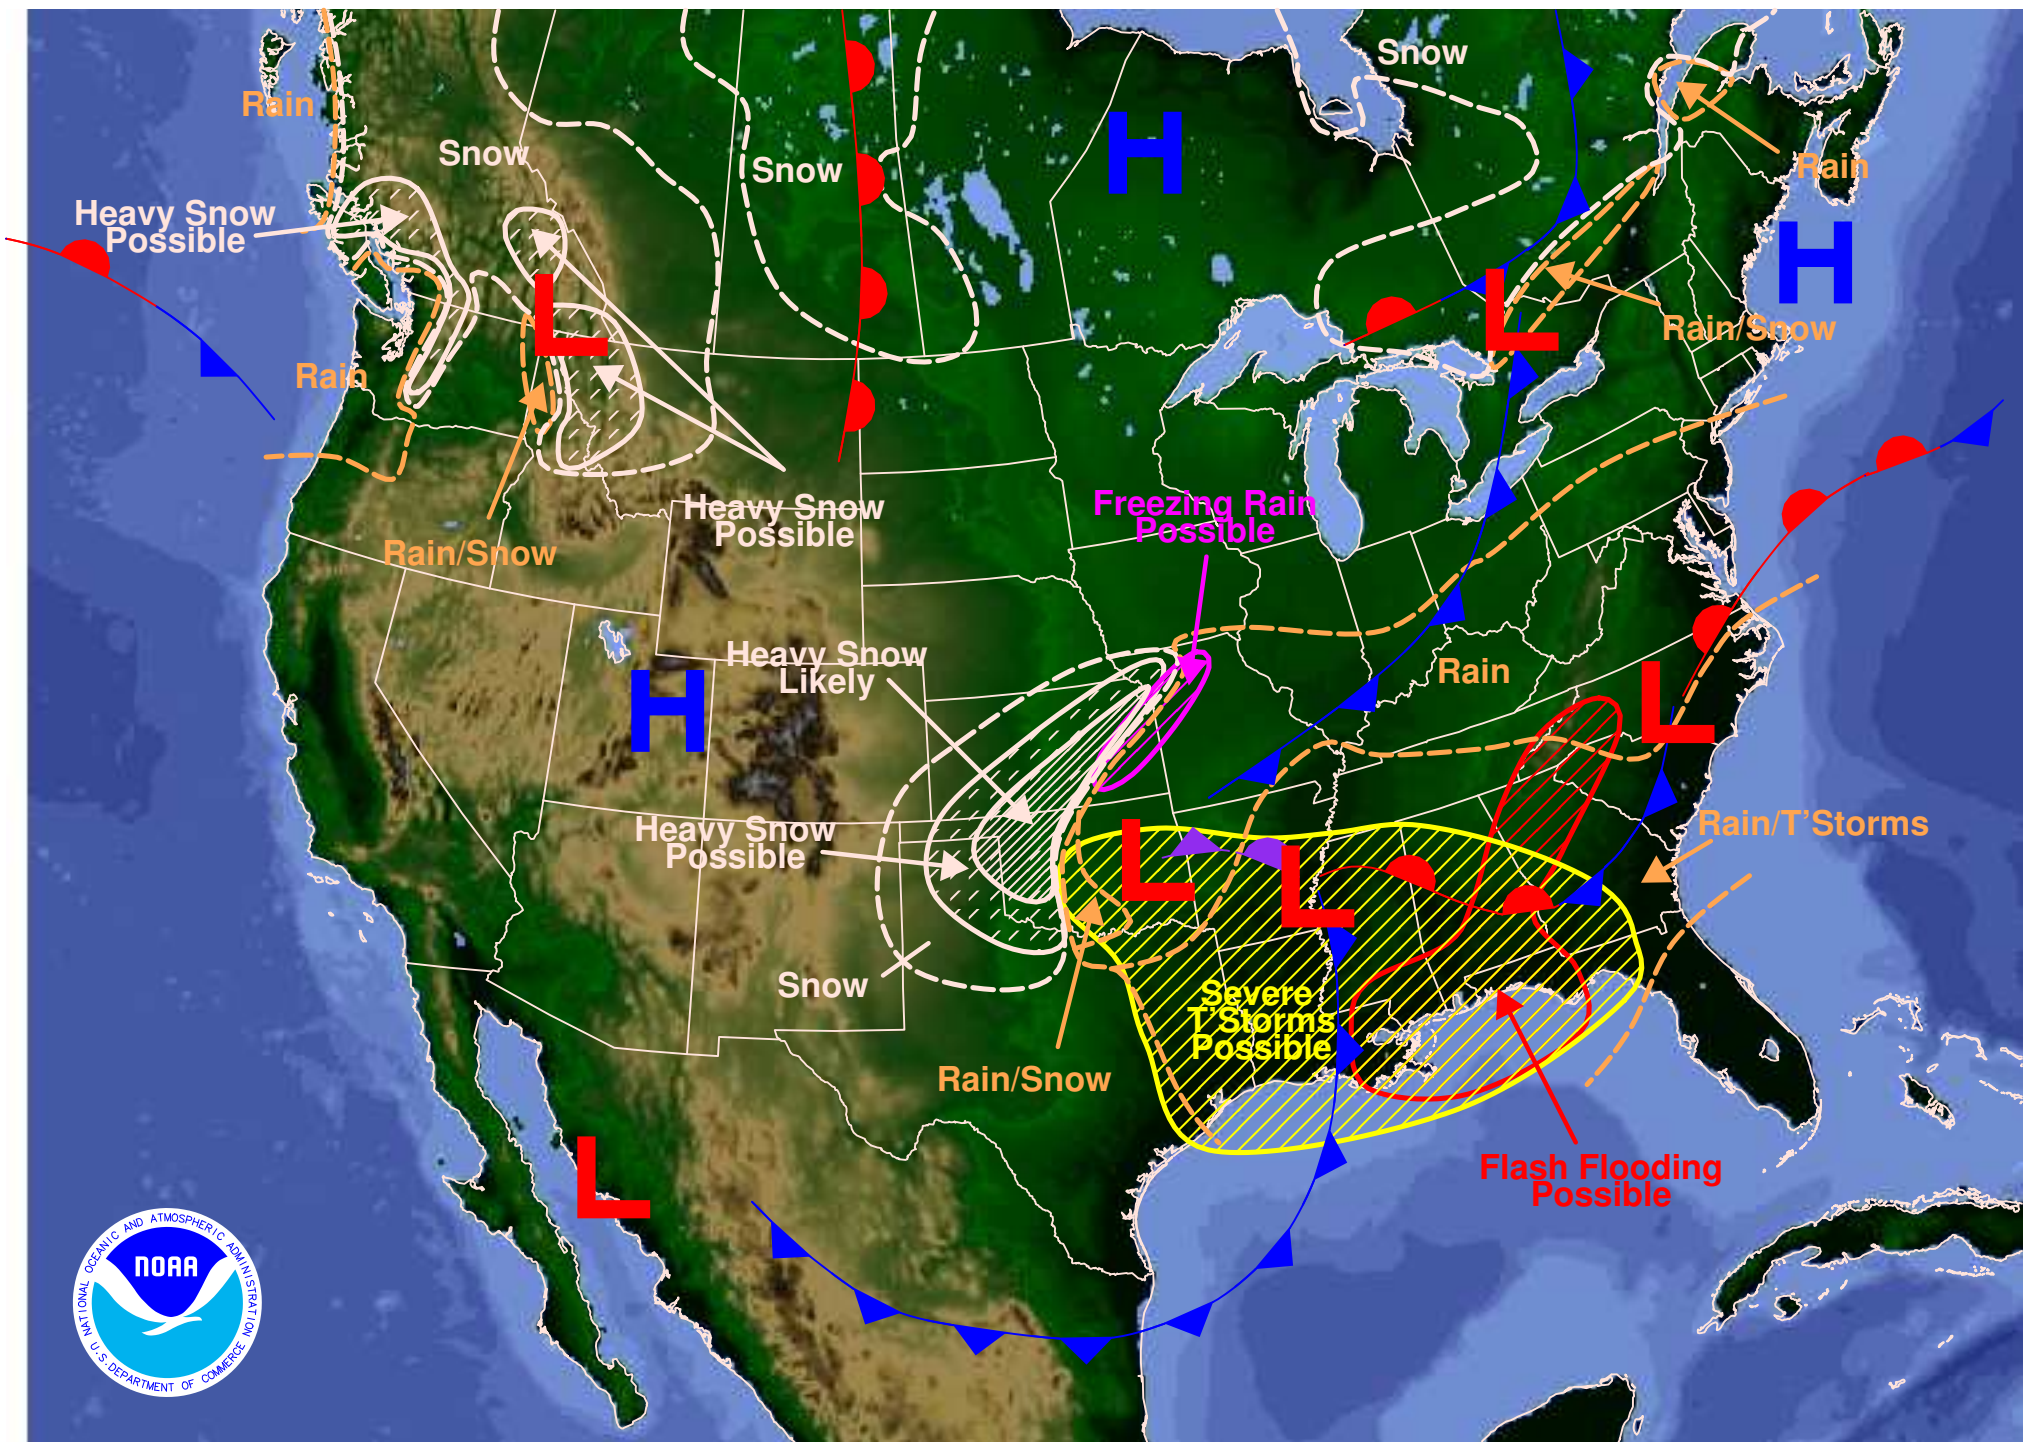 Snow
H
Rain
Rain
Snow
Snow
Heavy Snow
Possible
H
L
L
Rain/Snow
Rain
Heavy Snow
Possible
Freezing Rain
Possible
Rain/Snow
Heavy Snow
Likely
Rain
H
L
Heavy Snow
Possible
Rain/T'Storms
L
L
Snow
Severe
T'Storms
Possible
Rain/Snow
L
Flash Flooding
Possible
NATIONAL OCEANIC AND ATMOSPHERIC ADMINISTRATION
NOAA
U.S. DEPARTMENT OF COMMERCE